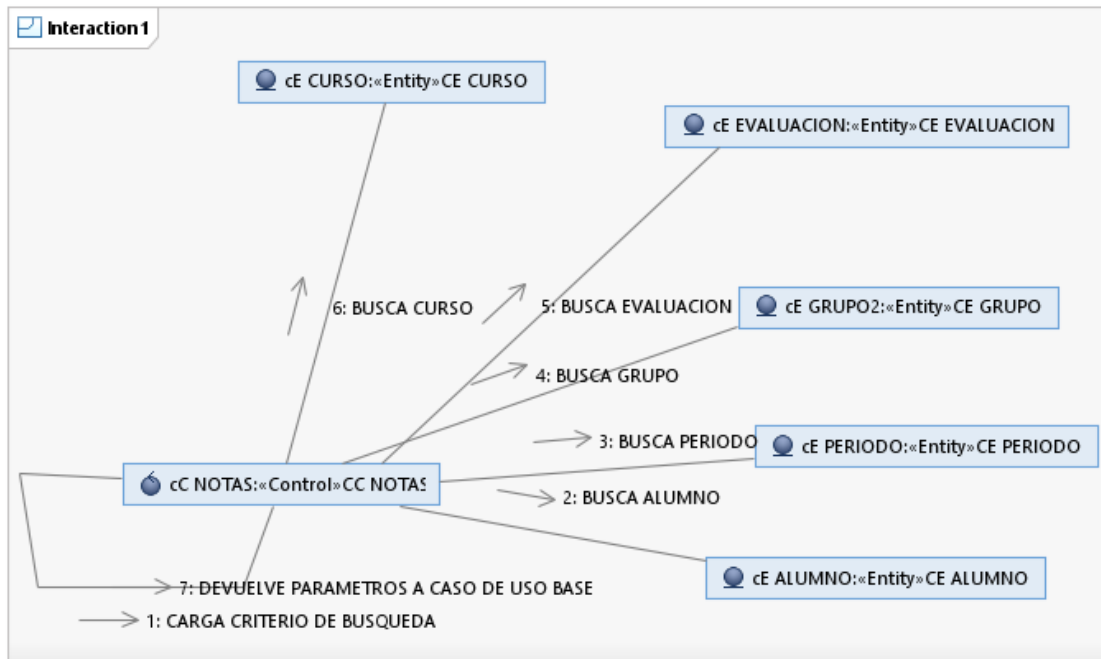 Interaction1
cE CURSO:«Entity»CE CURSO
cE EVALUACION:«Entity»CE EVALUACION
6: BUSCA CURSO
5: BUSCA EVALUACION
cE GRUPO2:«Entity»CE GRUPO
4: BUSCA GRUPO
3: BUSCA PERIODO
cE PERIODO:«Entity»CE PERIODO
cC NOTAS:«Control»CC NOTAS
2: BUSCA ALUMNO
cE ALUMNO:«Entity»CE ALUMNO
7: DEVUELVE PARAMETROS A CASO DE USO BASE
1: CARGA CRITERIO DE BUSQUEDA